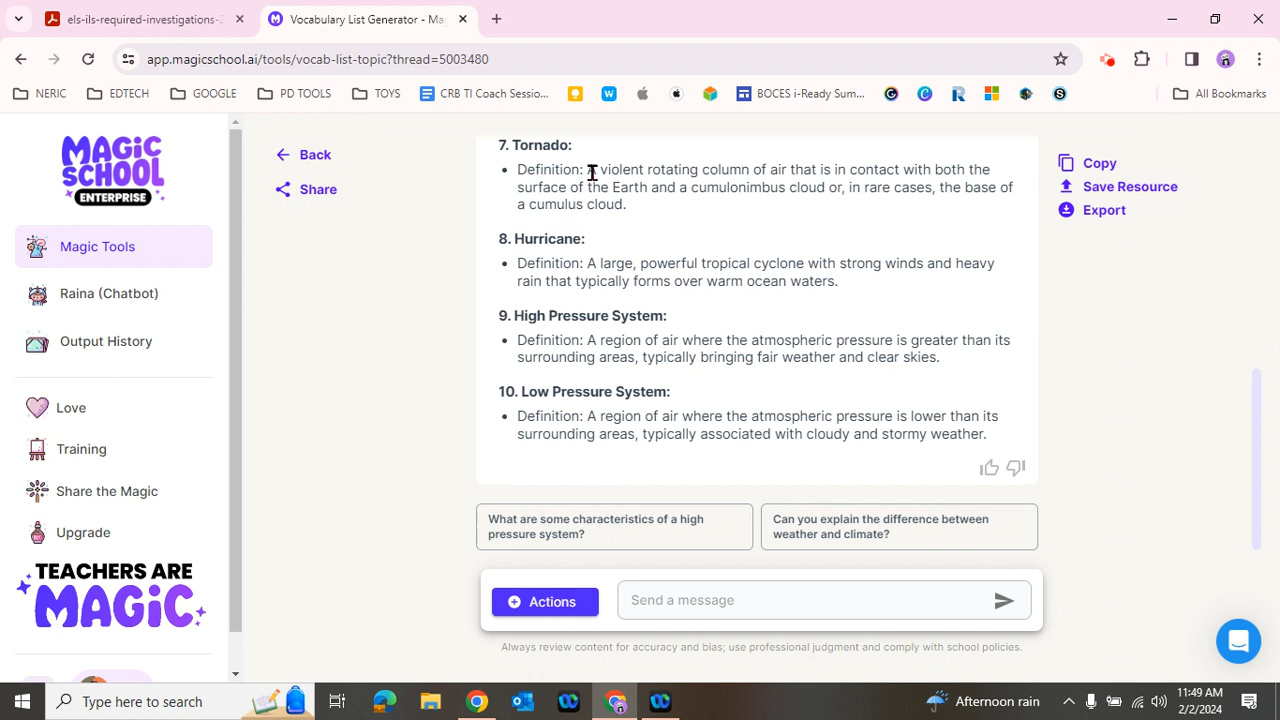 els-ils-required-investigations-2
Vocabulary List Generator - Ma
app.magicschool.ai/tools/vocab-list-topic?thread=5003480
NERIC
EDTECH
GOOGLE
PD TOOLS
TOYS
CRB TI Coach Sessio...
BOCES i-Ready Sum...
All Bookmarks
MAGIC
SCHOOL
ENTERPRISE
Magic Tools
Raina (Chatbot)
Output History
Love
Training
Share the Magic
Upgrade
TEACHERS ARE
MAGIC
Back
Share
7. Tornado:
Definition: A violent rotating column of air that is in contact with both the
surface of the Earth and a cumulonimbus cloud or, in rare cases, the base of
a cumulus cloud.
8. Hurricane:
Definition: A large, powerful tropical cyclone with strong winds and heavy
rain that typically forms over warm ocean waters.
9. High Pressure System:
Definition: A region of air where the atmospheric pressure is greater than its
surrounding areas, typically bringing fair weather and clear skies.
10. Low Pressure System:
Definition: A region of air where the atmospheric pressure is lower than its
surrounding areas, typically associated with cloudy and stormy weather.
Copy
Save Resource
Export
What are some characteristics of a high
pressure system?
Can you explain the difference between
weather and climate?
Actions
Send a message
Always review content for accuracy and bias; use professional judgment and comply with school policies.
Type here to search
Afternoon rain
11:49 AM
2/2/2024